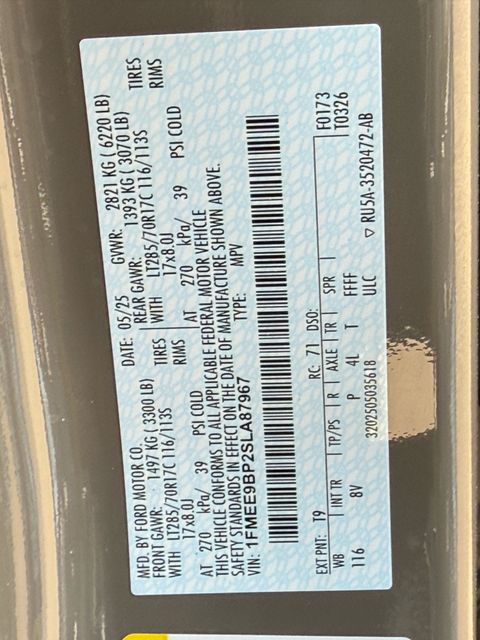 MFD. BY FORD MOTOR CO.
DATE: 05/25 GVWR: 2821 KG ( 6220 LB)
FRONT GAWR: 1497 KG ( 3300 LB) REAR GAWR: 1393 KG ( 3070 LB)
WITH LT285/70R17C 116/113S TIRES WITH LT285/70R17C 116/113S TIRES
17x8.0J RIMS 17x8.0J RIMS
AT 270 kPa/ 39 PSI COLD AT 270 kPa/ 39 PSI COLD
THIS VEHICLE CONFORMS TO ALL APPLICABLE FEDERAL MOTOR VEHICLE
SAFETY STANDARDS IN EFFECT ON THE DATE OF MANUFACTURE SHOWN ABOVE.
VIN: 1FMEE9BP2SLA87967 TYPE: MPV
F0173
EXT PNT: T9 RC: 71 DSO: T0326
WB | INT TR | TP/PS | R | AXLE | TR | SPR |
116 8V P 4L T FFFF
3202505035618 ULC ▽ RU5A-3520472-AB